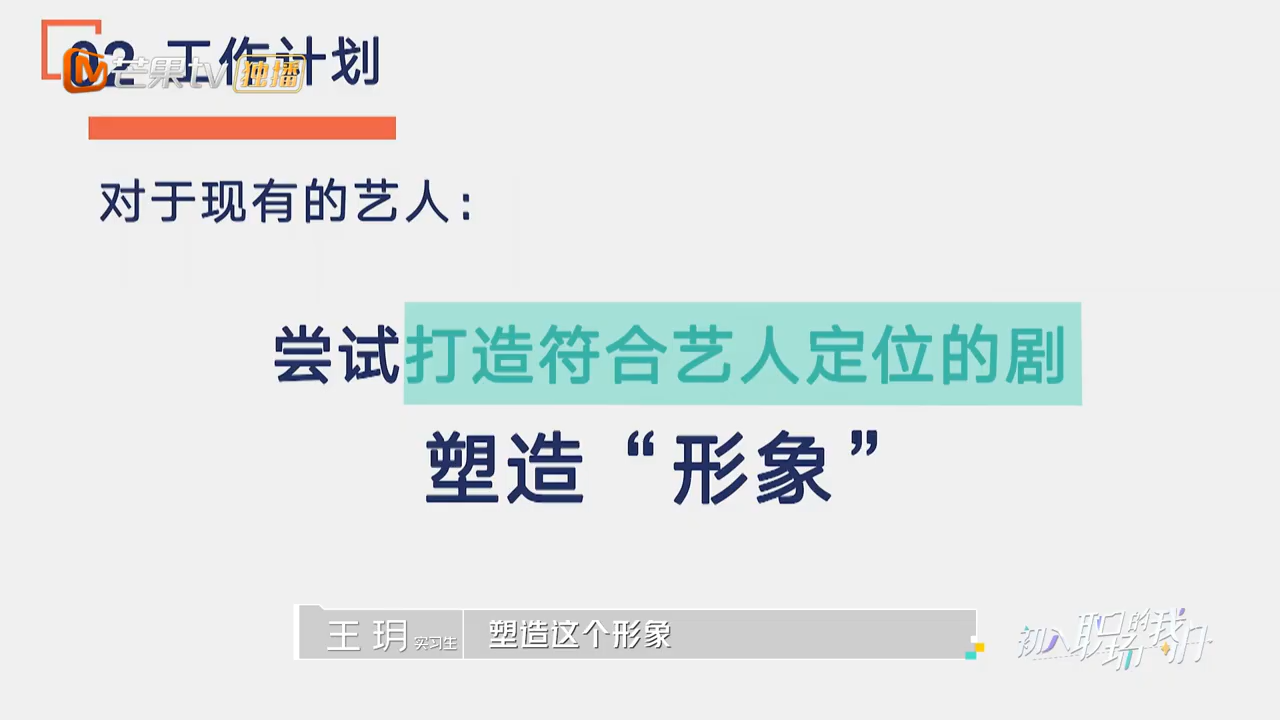 02 工作计划
芒果tv 独播
对于现有的艺人：
尝试打造符合艺人定位的剧
塑造“形象”
王玥 实习生 塑造这个形象
初入职场的我们